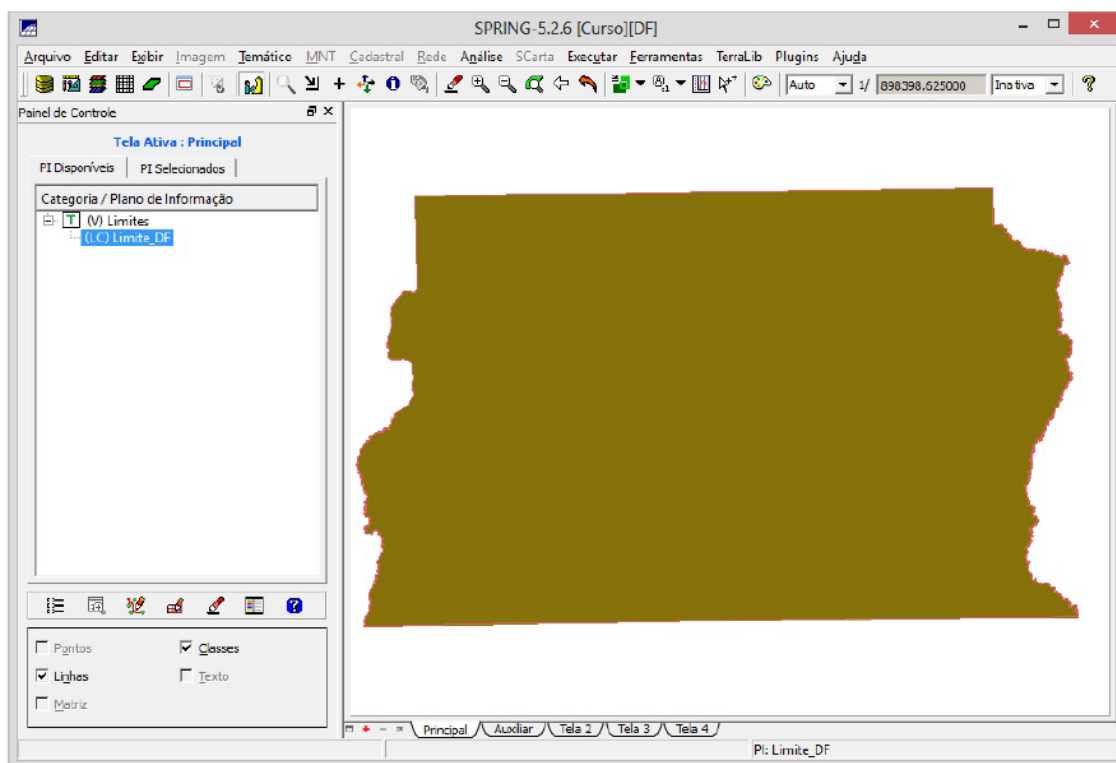 SPRING-5.2.6 [Curso][DF]
Arquivo Editar Exibir Imagem Temático MNT Cadastral Rede Análise SCarta Executar Ferramentas TerraLib Plugins Ajuda
Auto 1/ 898398.625000 Inativa
Painel de Controle
Tela Ativa : Principal
PI Disponíveis PI Selecionados
Categoria / Plano de Informação
T (V) Limites
(LC) Limite_DF
Pontos Classes
Linhas Texto
Matriz
Principal Auxiliar Tela 2 Tela 3 Tela 4
PI: Limite_DF